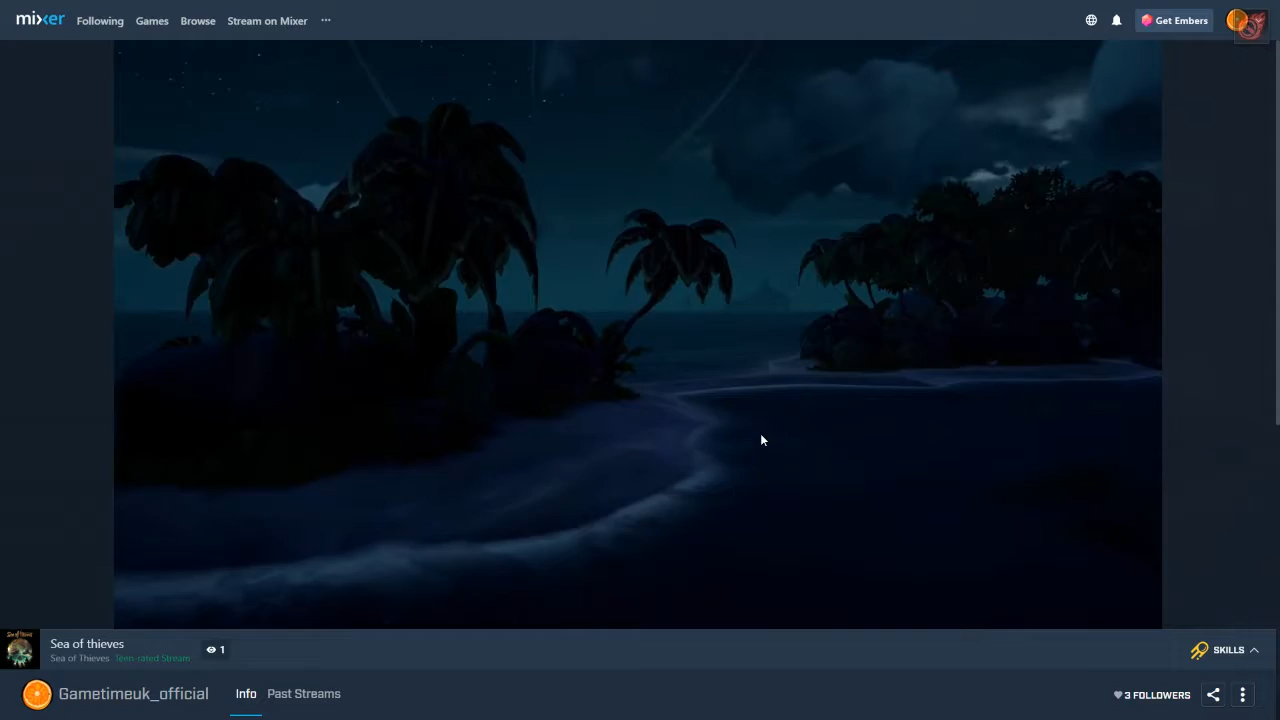 mixer Following Games Browse Stream on Mixer ··· Get Embers
Sea of thieves
Sea of Thieves Teen-rated Stream 1 SKILLS
Gametimeuk_official Info Past Streams 3 FOLLOWERS